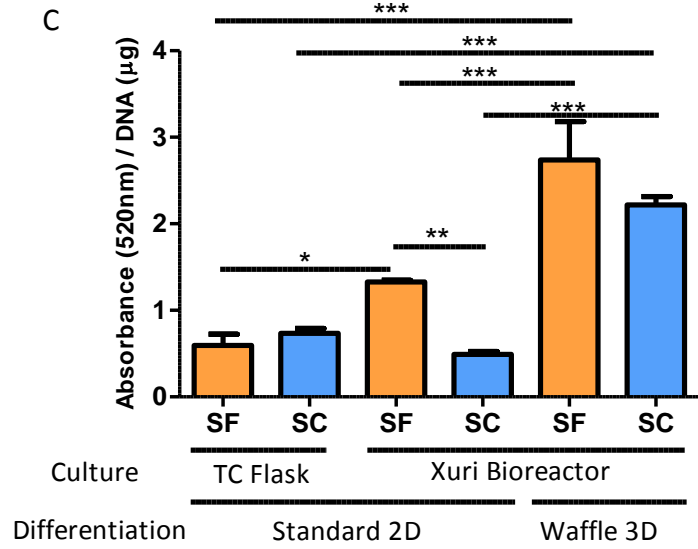 C
***
4
***
***
3
***
**
2
*
1
0
Absorbance (520nm) / DNA (µg)
SF SC SF SC SF SC
Culture TC Flask Xuri Bioreactor
Differentiation Standard 2D Waffle 3D